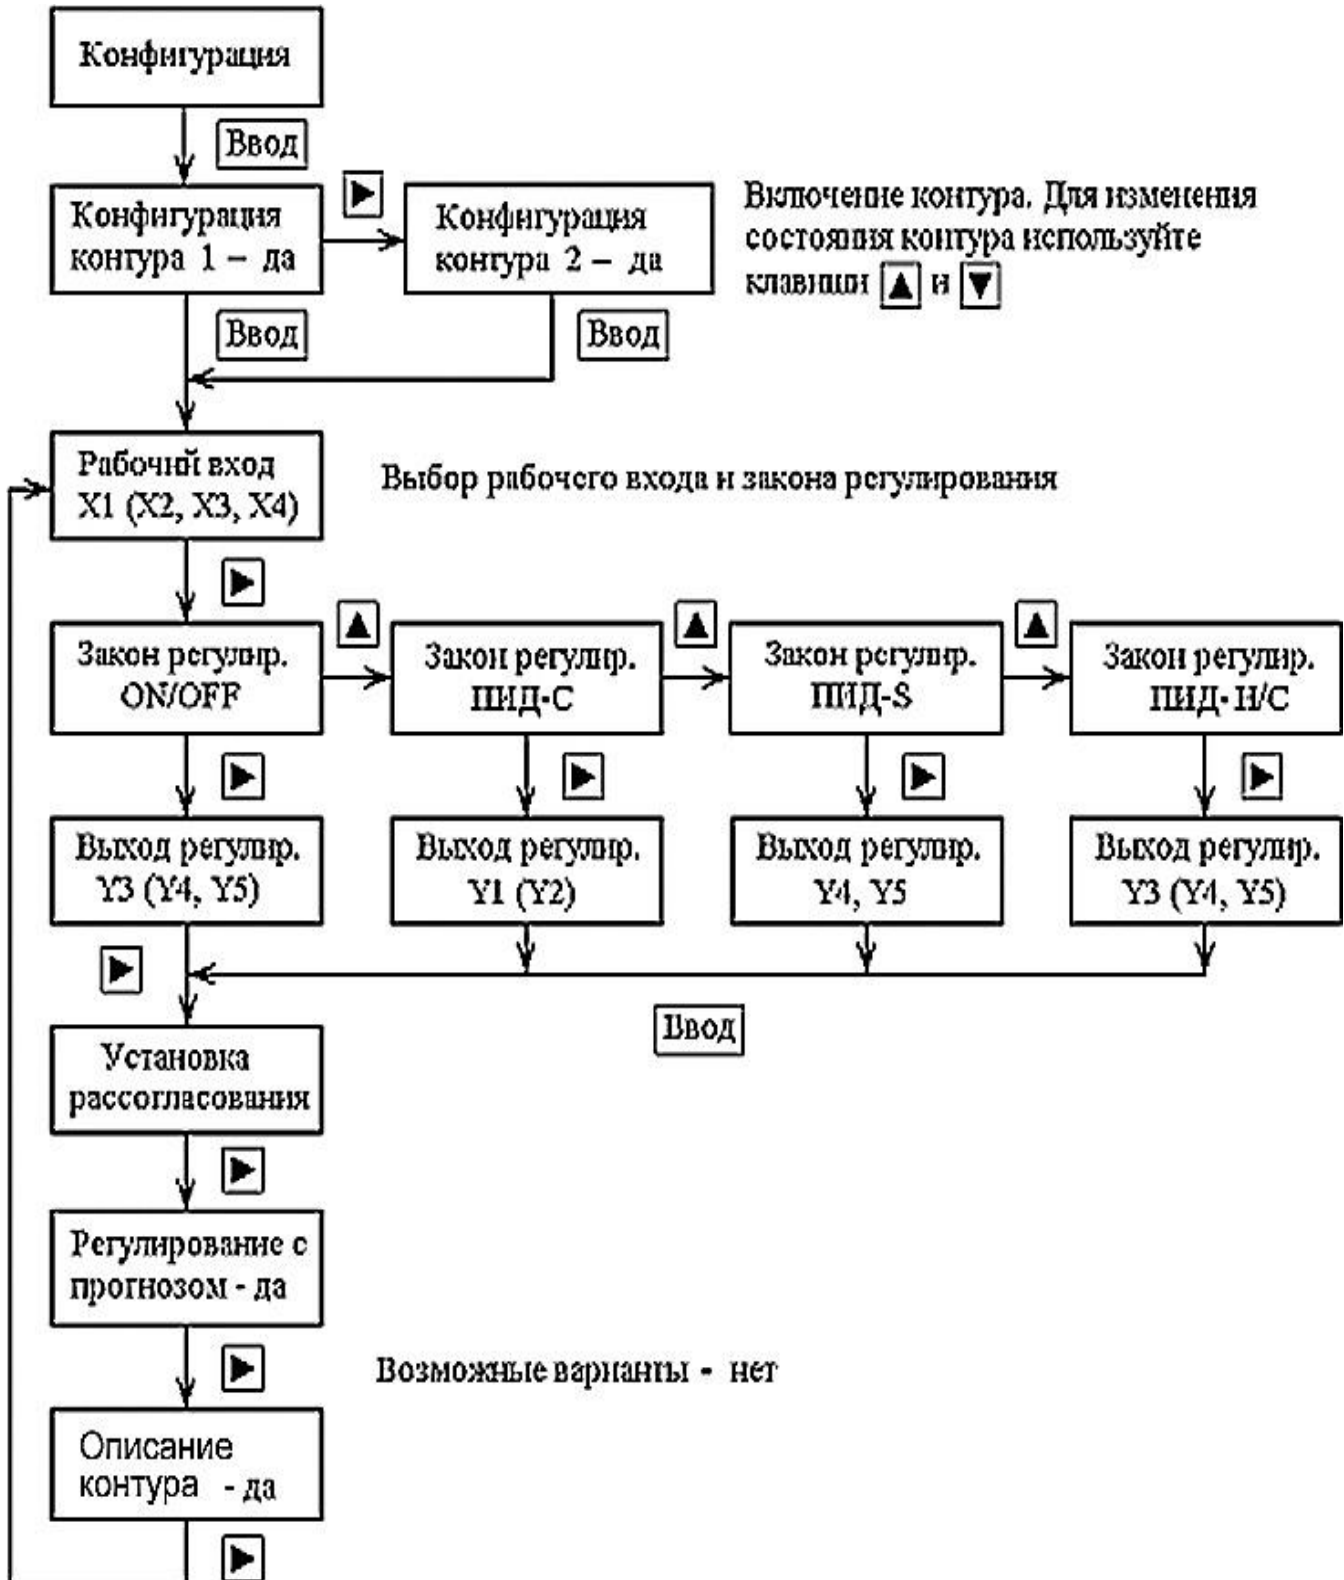 Конфигурация
Ввод
Конфигурация
контура 1 – да
Конфигурация
контура 2 – да
Включение контура. Для изменения
состояния контура используйте
клавиши ▲ и ▼
Ввод
Ввод
Рабочий вход
X1 (X2, X3, X4)
Выбор рабочего входа и закона регулирования
Закон регулир.
ON/OFF
Закон регулир.
ПИД-С
Закон регулир.
ПИД-S
Закон регулир.
ПИД- Н/С
Выход регулир.
Y3 (Y4, Y5)
Выход регулир.
Y1 (Y2)
Выход регулир.
Y4, Y5
Выход регулир.
Y3 (Y4, Y5)
Ввод
Установка
рассогласования
Регулирование с
прогнозом - да
Возможные варианты - нет
Описание
контура - да